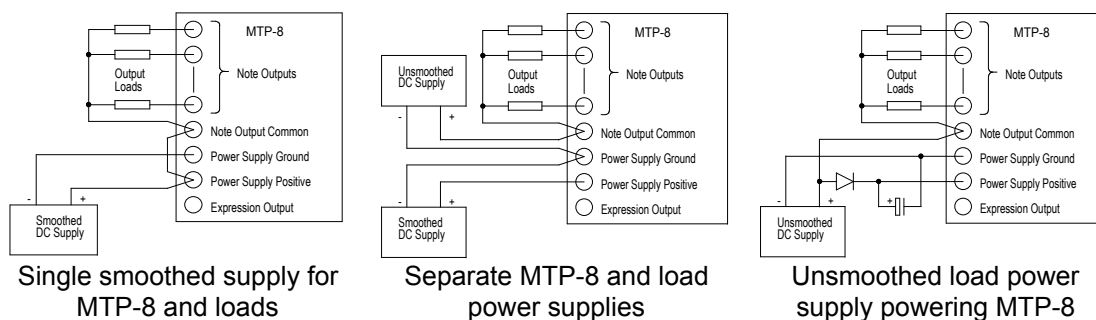 MTP-8
Output
Loads
Note Outputs
Note Output Common
Power Supply Ground
Power Supply Positive
Expression Output
- +
Smoothed
DC Supply
Single smoothed supply for
MTP-8 and loads
MTP-8
Unsmoothed
DC Supply
- +
Output
Loads
Note Outputs
Note Output Common
Power Supply Ground
Power Supply Positive
Expression Output
- +
Smoothed
DC Supply
Separate MTP-8 and load
power supplies
MTP-8
Output
Loads
Note Outputs
Note Output Common
Power Supply Ground
Power Supply Positive
Expression Output
- +
+
Unsmoothed
DC Supply
Unsmoothed load power
supply powering MTP-8